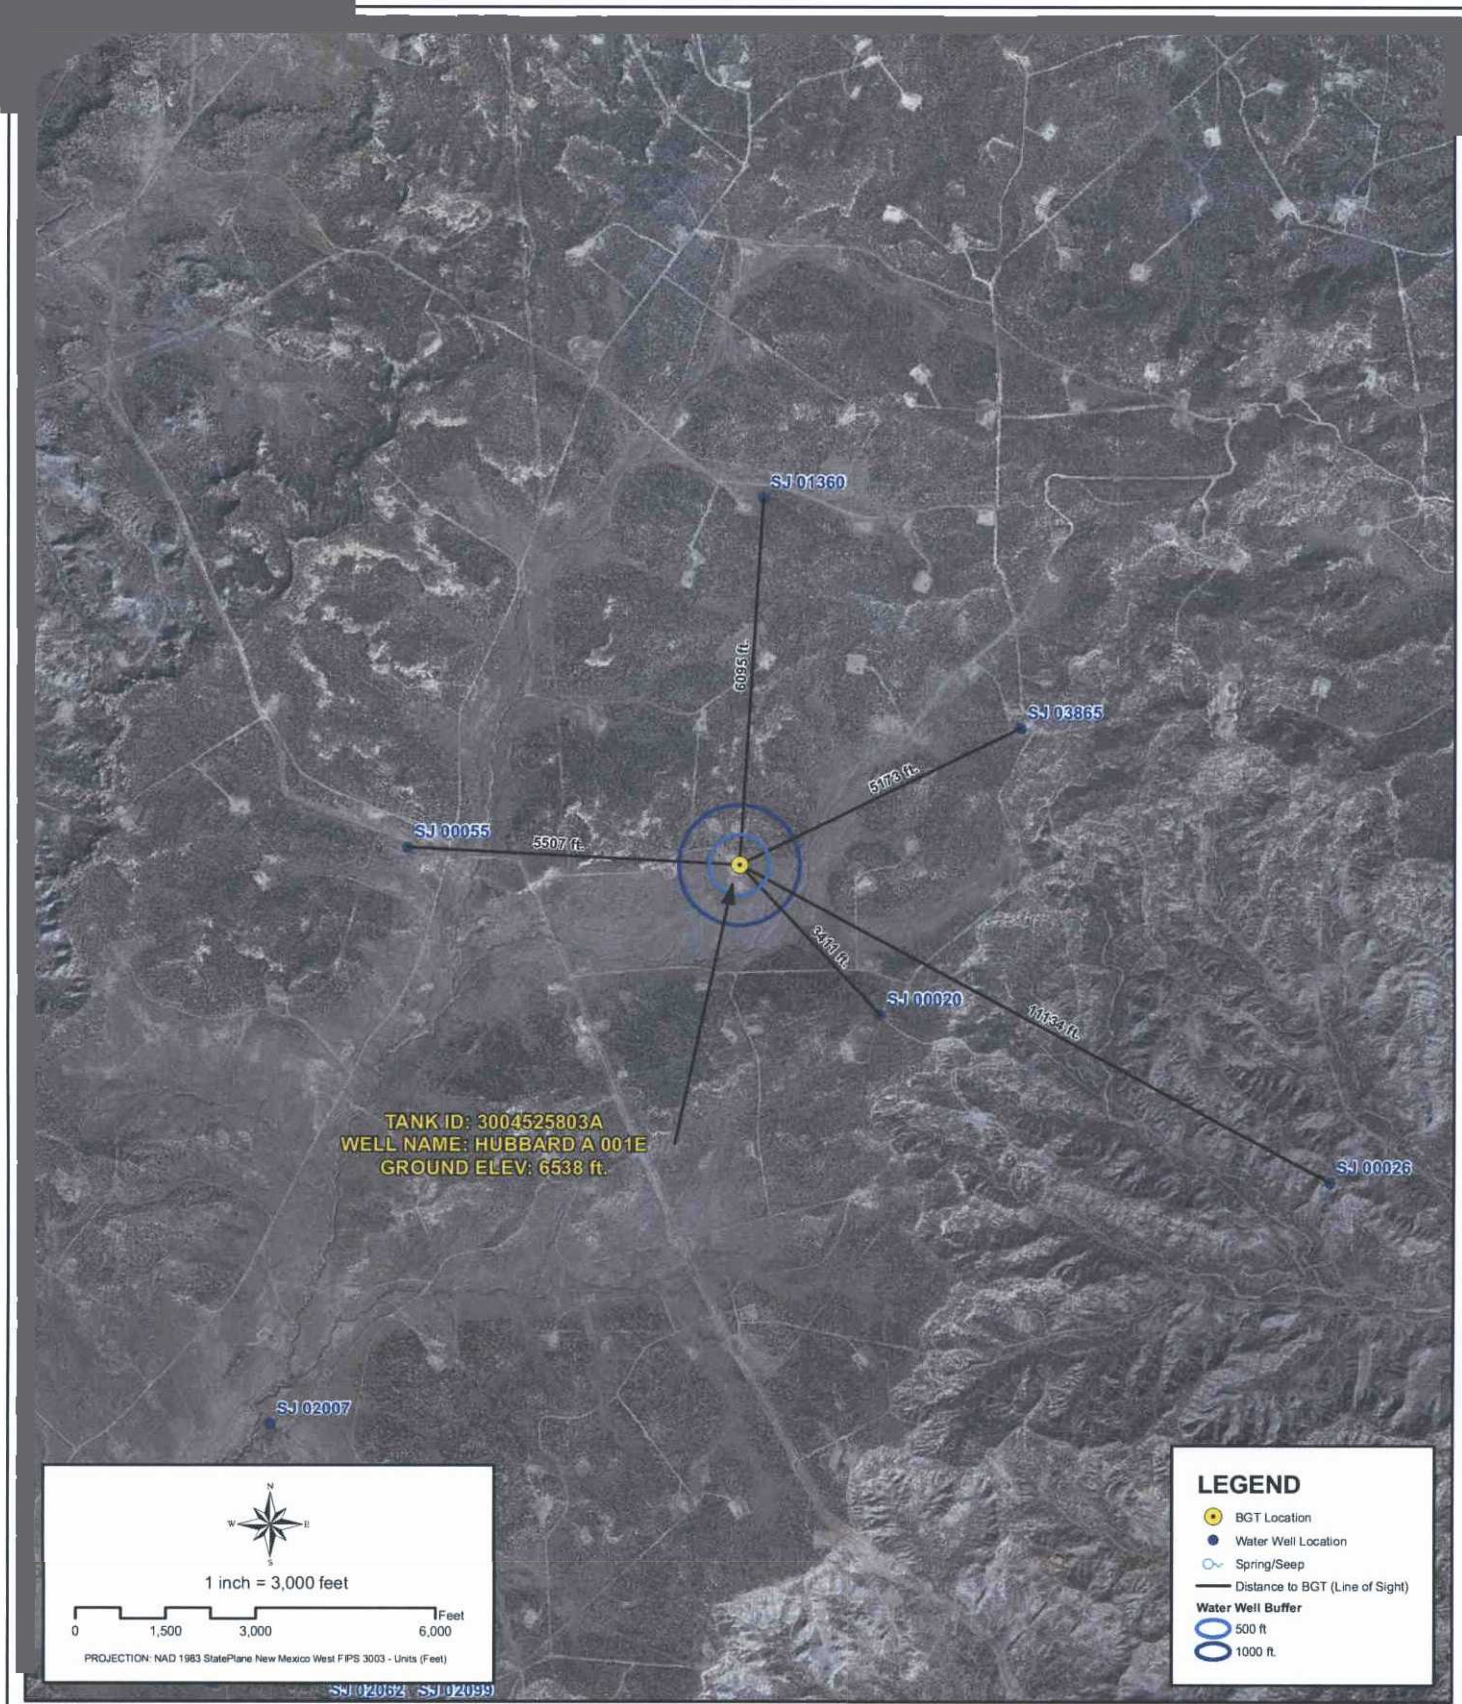 SJ 01360
6095 ft.
SJ 03865
5173 ft.
SJ 00055
5507 ft.
3411 ft.
SJ 00020
11134 ft.
TANK ID: 3004525803A
WELL NAME: HUBBARD A 001E
GROUND ELEV: 6538 ft.
SJ 00026
SJ 02007
N
W E
S
1 inch = 3,000 feet
Feet
0 1,500 3,000 6,000
PROJECTION: NAD 1983 StatePlane New Mexico West FIPS 3003 - Units (Feet)
SJ 02062 SJ 02099
LEGEND
BGT Location
Water Well Location
Spring/Seep
Distance to BGT (Line of Sight)
Water Well Buffer
500 ft
1000 ft.